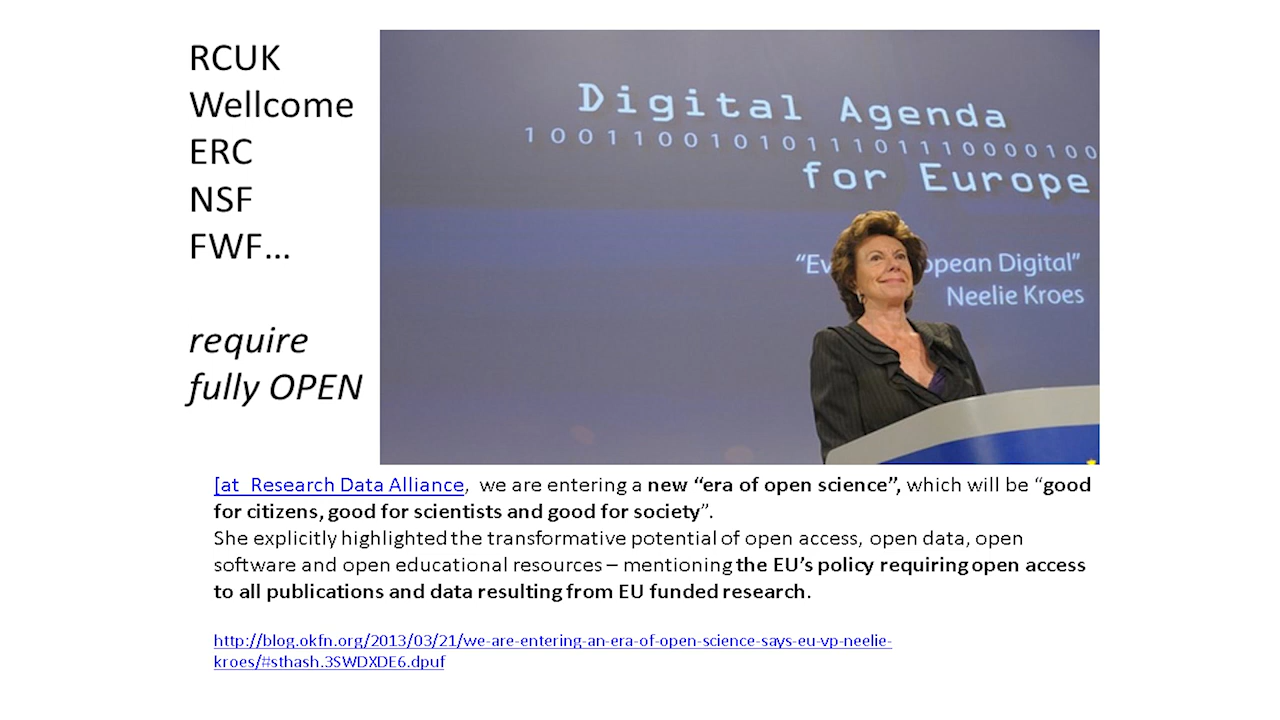 RCUK
Wellcome
ERC
NSF
FWF...
require
fully OPEN
Digital Agenda
1001100101011101110000100
for Europe
“Ev opean Digital”
Neelie Kroes
[at Research Data Alliance, we are entering a new “era of open science”, which will be “good
for citizens, good for scientists and good for society”.
She explicitly highlighted the transformative potential of open access, open data, open
software and open educational resources – mentioning the EU’s policy requiring open access
to all publications and data resulting from EU funded research.
http://blog.okfn.org/2013/03/21/we-are-entering-an-era-of-open-science-says-eu-vp-neelie-
kroes/#sthash.3SWDXDE6.dpuf